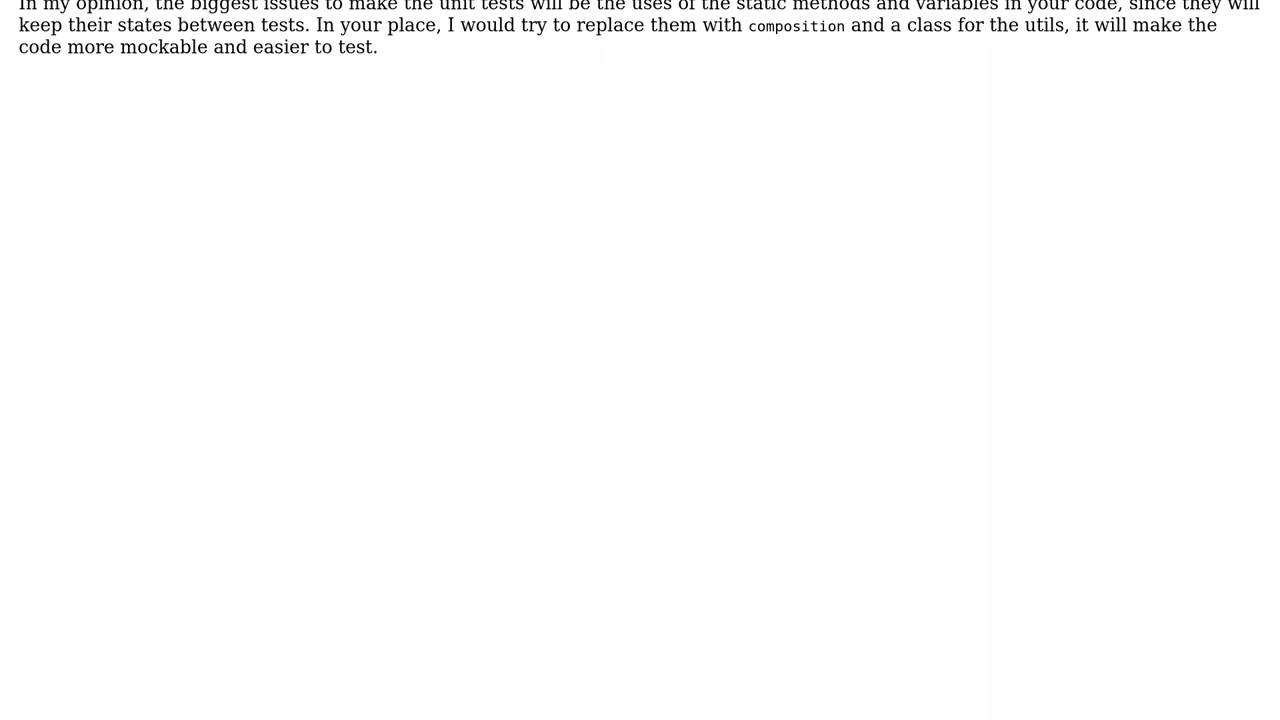 In my opinion, the biggest issues to make the unit tests will be the uses of the static methods and variables in your code, since they will
keep their states between tests. In your place, I would try to replace them with composition and a class for the utils, it will make the
code more mockable and easier to test.